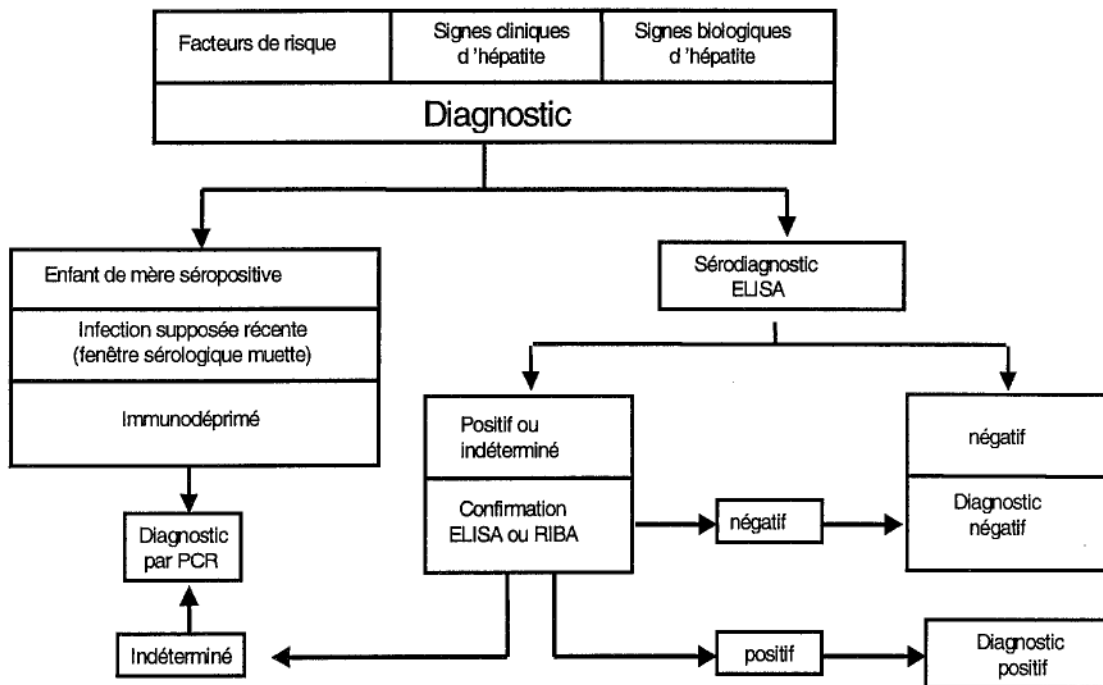 Facteurs de risque
Signes cliniques
d 'hépatite
Signes biologiques
d 'hépatite
Diagnostic
Enfant de mère séropositive
Infection supposée récente
(fenêtre sérologique muette)
Immunodéprimé
Diagnostic
par PCR
Indéterminé
Sérodiagnostic
ELISA
Positif ou
indéterminé
Confirmation
ELISA ou RIBA
négatif
négatif
Diagnostic
négatif
positif
Diagnostic
positif